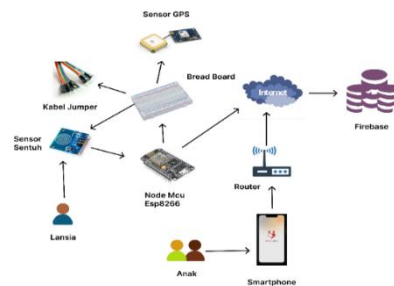 Sensor GPS
Bread Board
Internet
Kabel Jumper
Firebase
Sensor
Sentuh
Node Mcu
Esp8266
Router
Lansia
Anak
Smartphone